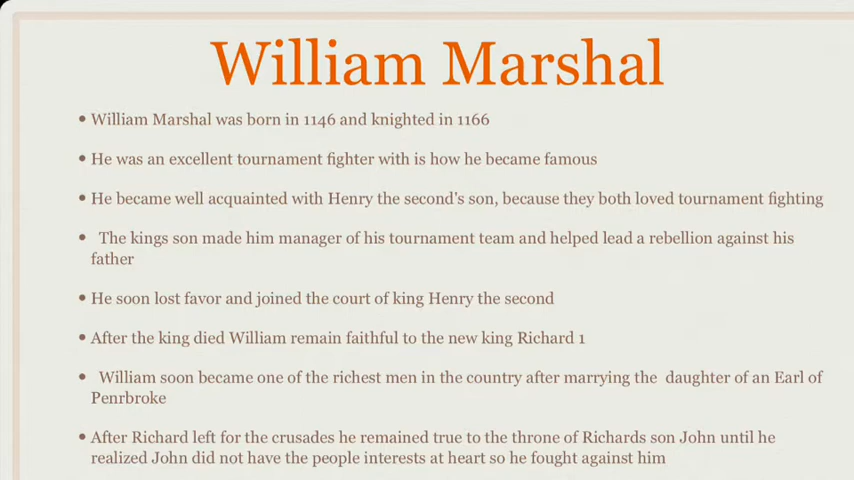 William Marshal
• William Marshal was born in 1146 and knighted in 1166
• He was an excellent tournament fighter with is how he became famous
• He became well acquainted with Henry the second's son, because they both loved tournament fighting
• The kings son made him manager of his tournament team and helped lead a rebellion against his
father
• He soon lost favor and joined the court of king Henry the second
• After the king died William remain faithful to the new king Richard 1
• William soon became one of the richest men in the country after marrying the daughter of an Earl of
Penrbroke
• After Richard left for the crusades he remained true to the throne of Richards son John until he
realized John did not have the people interests at heart so he fought against him